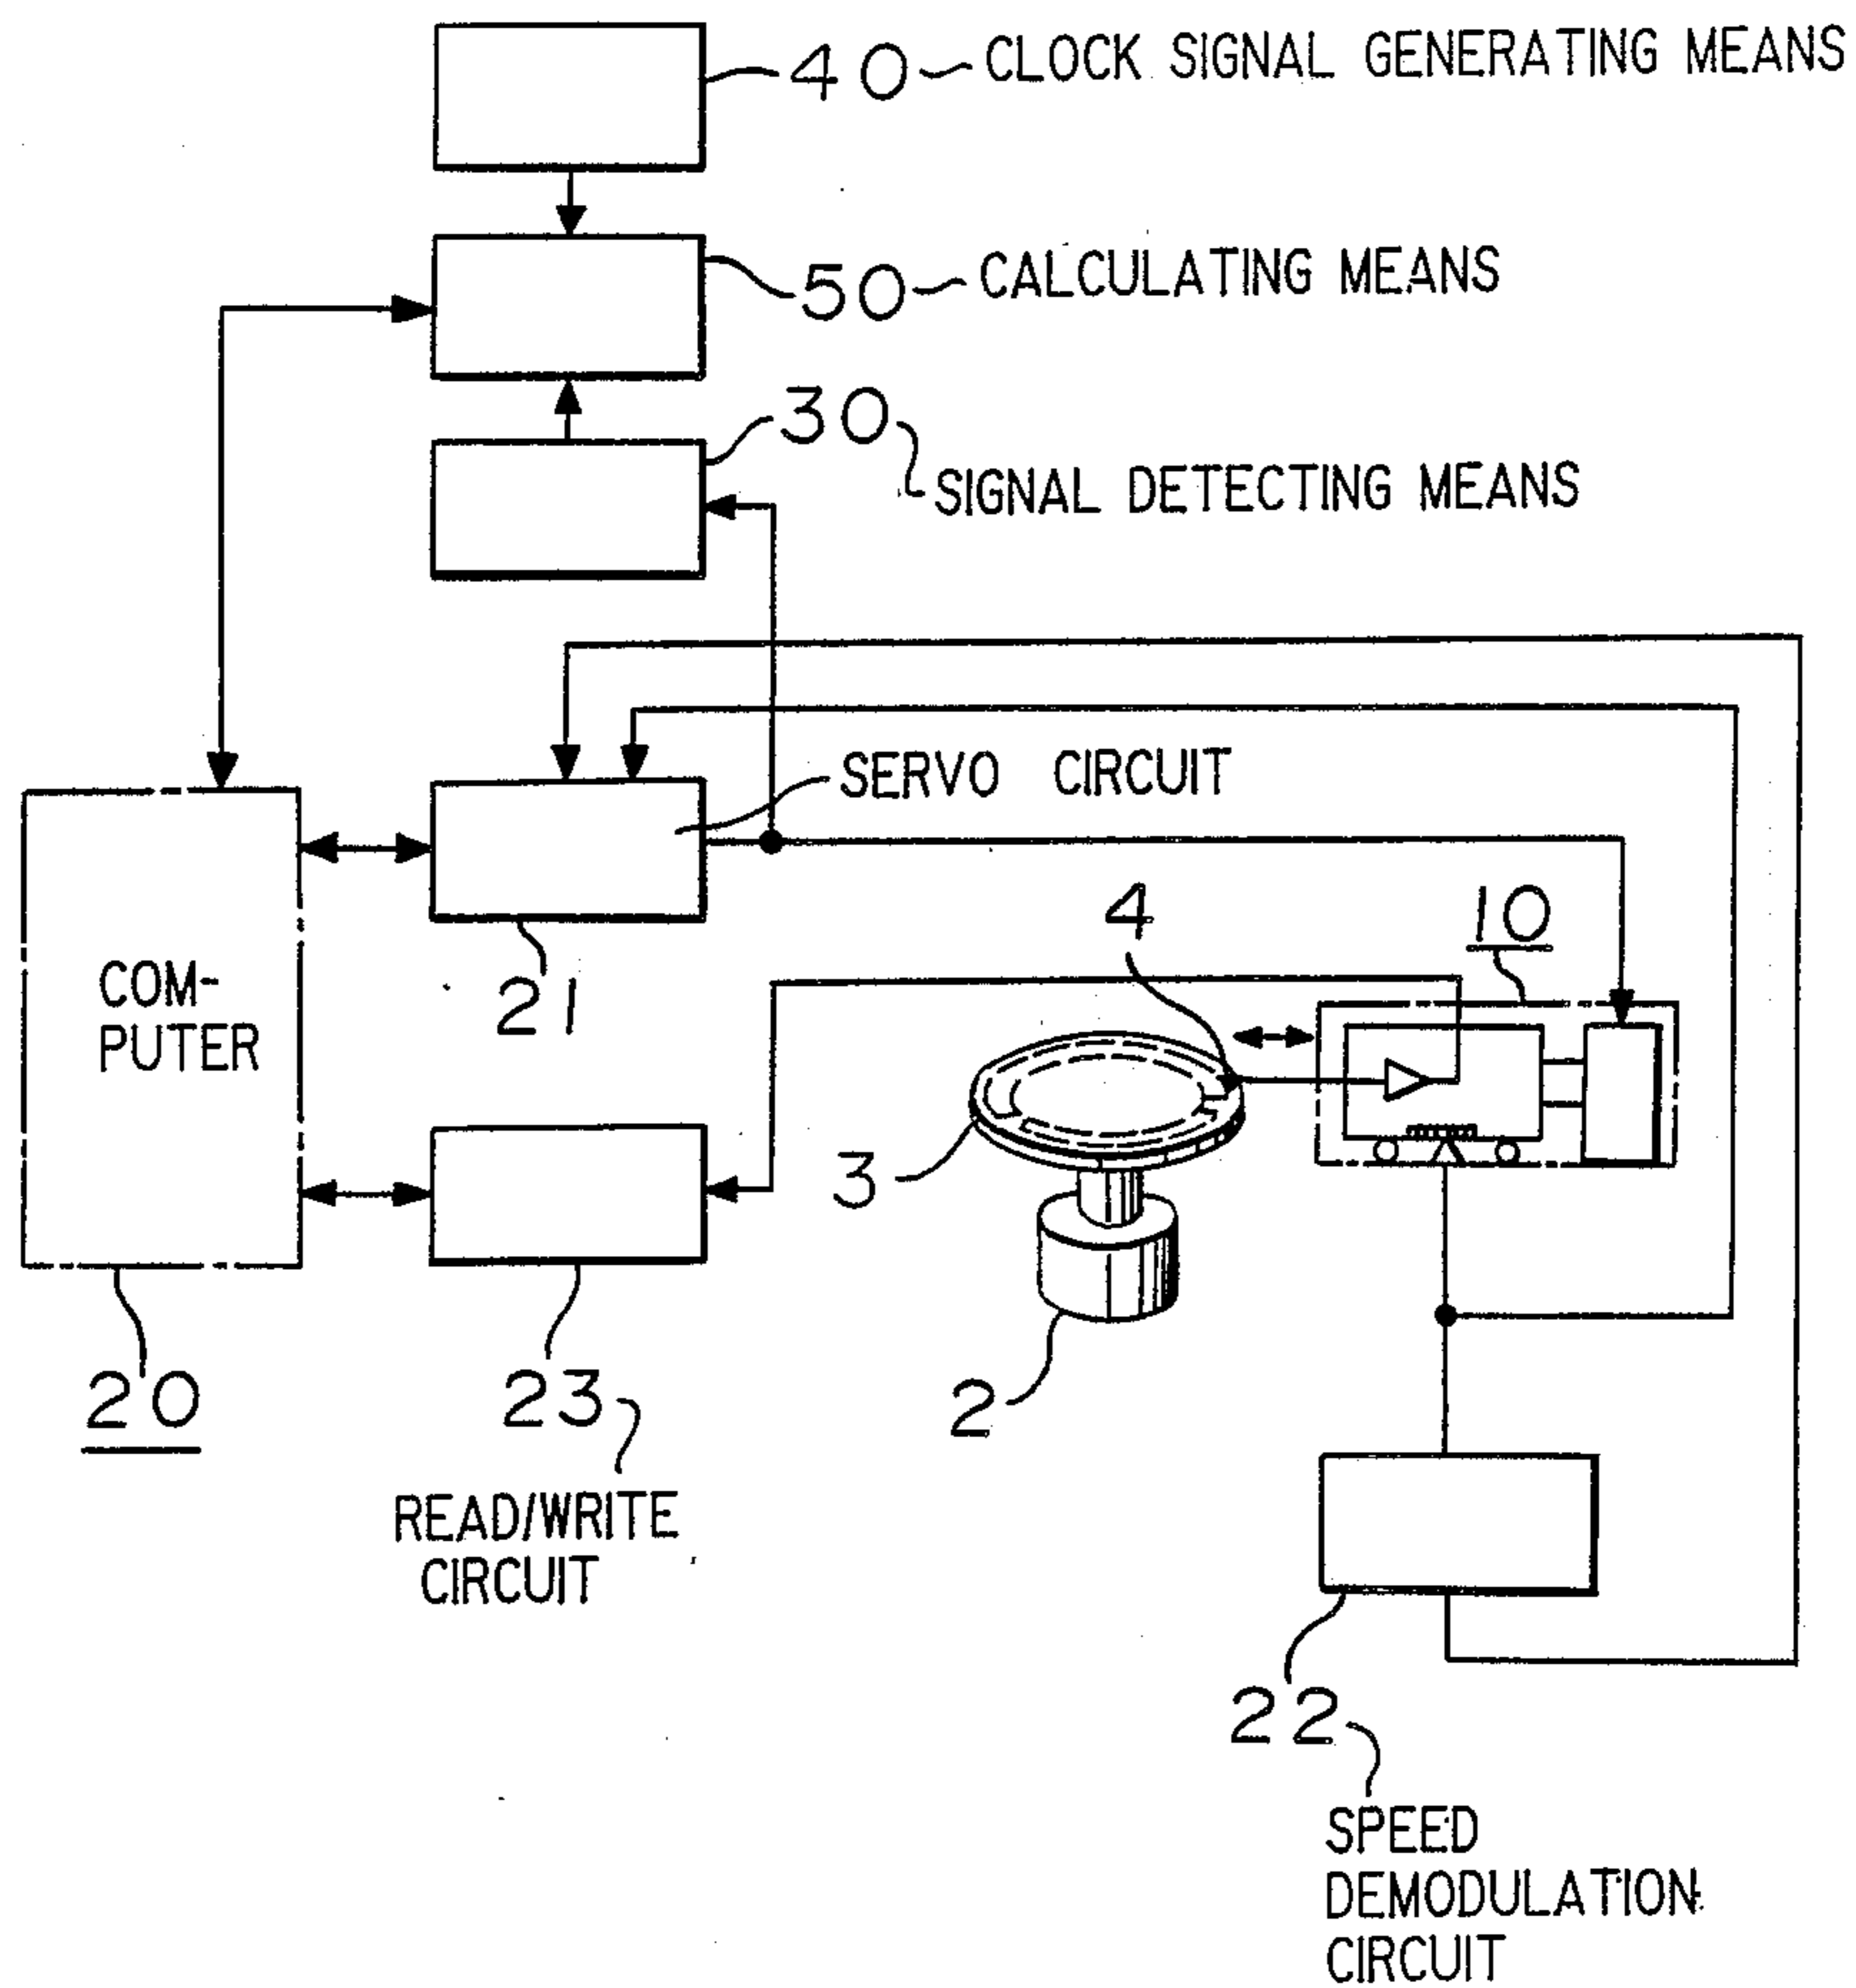 40 CLOCK SIGNAL GENERATING MEANS
50 CALCULATING MEANS
30
SIGNAL DETECTING MEANS
SERVO CIRCUIT
4
10
COM-
PUTER
21
3
2
20
23
READ/WRITE
CIRCUIT
22
SPEED
DEMODULATION
CIRCUIT